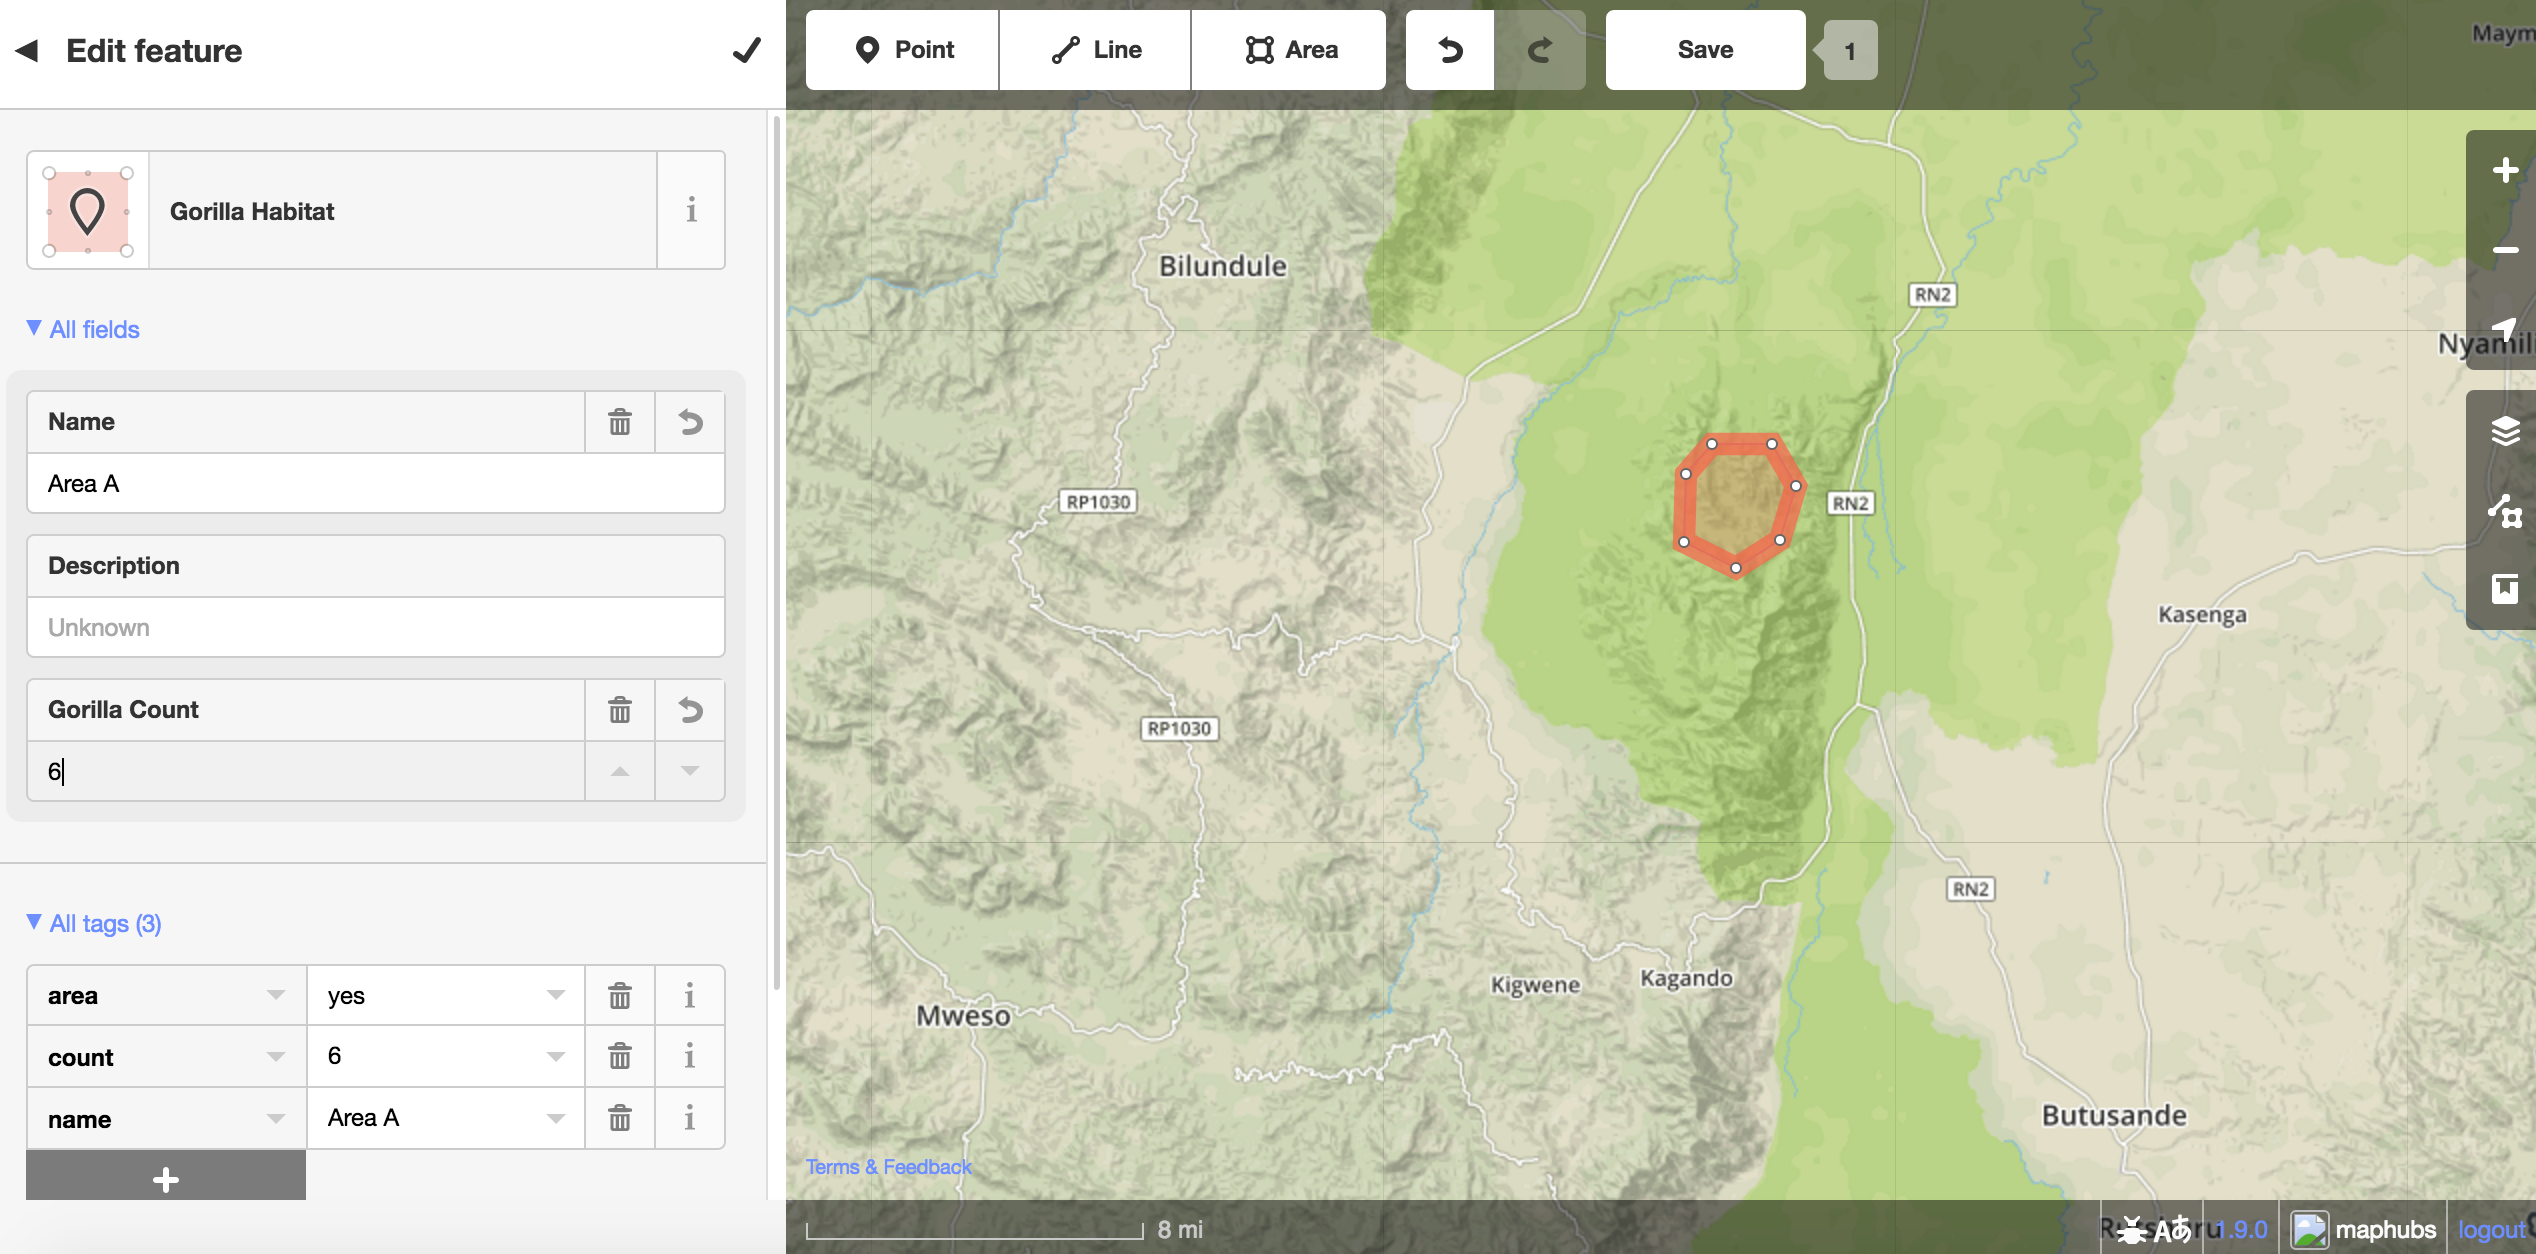 Edit feature
Point
Line
Area
Save
1
Gorilla Habitat
i
All fields
Name
Area A
Description
Unknown
Gorilla Count
6
All tags (3)
area
yes
i
count
6
i
name
Area A
i
+
Bilundule
RN2
RP1030
RN2
Kasenga
RP1030
RN2
Kigwene
Kagando
Mweso
Butusande
Terms & Feedback
8 mi
Aあ
1.9.0
maphubs
logout